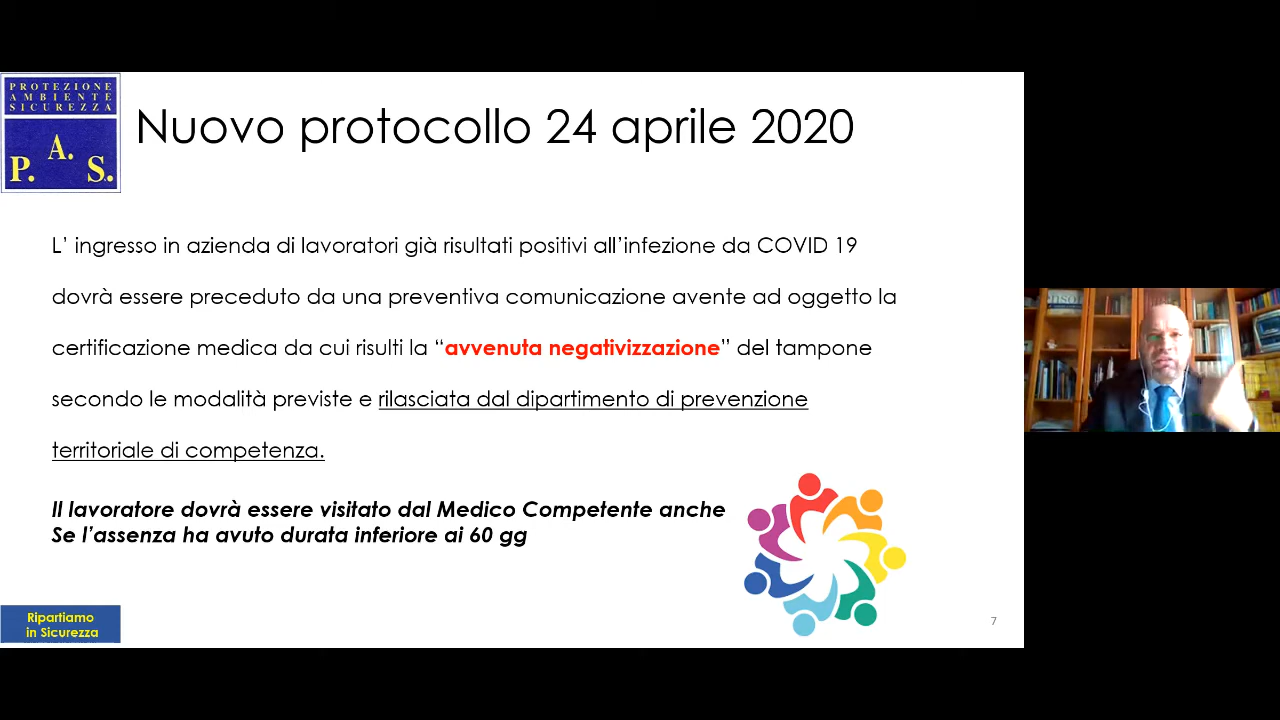 PROTEZIONE
AMBIENTE
SICUREZZA
P. A. S.
Nuovo protocollo 24 aprile 2020
L’ ingresso in azienda di lavoratori già risultati positivi all’infezione da COVID 19
dovrà essere preceduto da una preventiva comunicazione avente ad oggetto la
certificazione medica da cui risulti la “avvenuta negativizzazione” del tampone
secondo le modalità previste e rilasciata dal dipartimento di prevenzione
territoriale di competenza.
Il lavoratore dovrà essere visitato dal Medico Competente anche
Se l’assenza ha avuto durata inferiore ai 60 gg
Ripartiamo
in Sicurezza
7